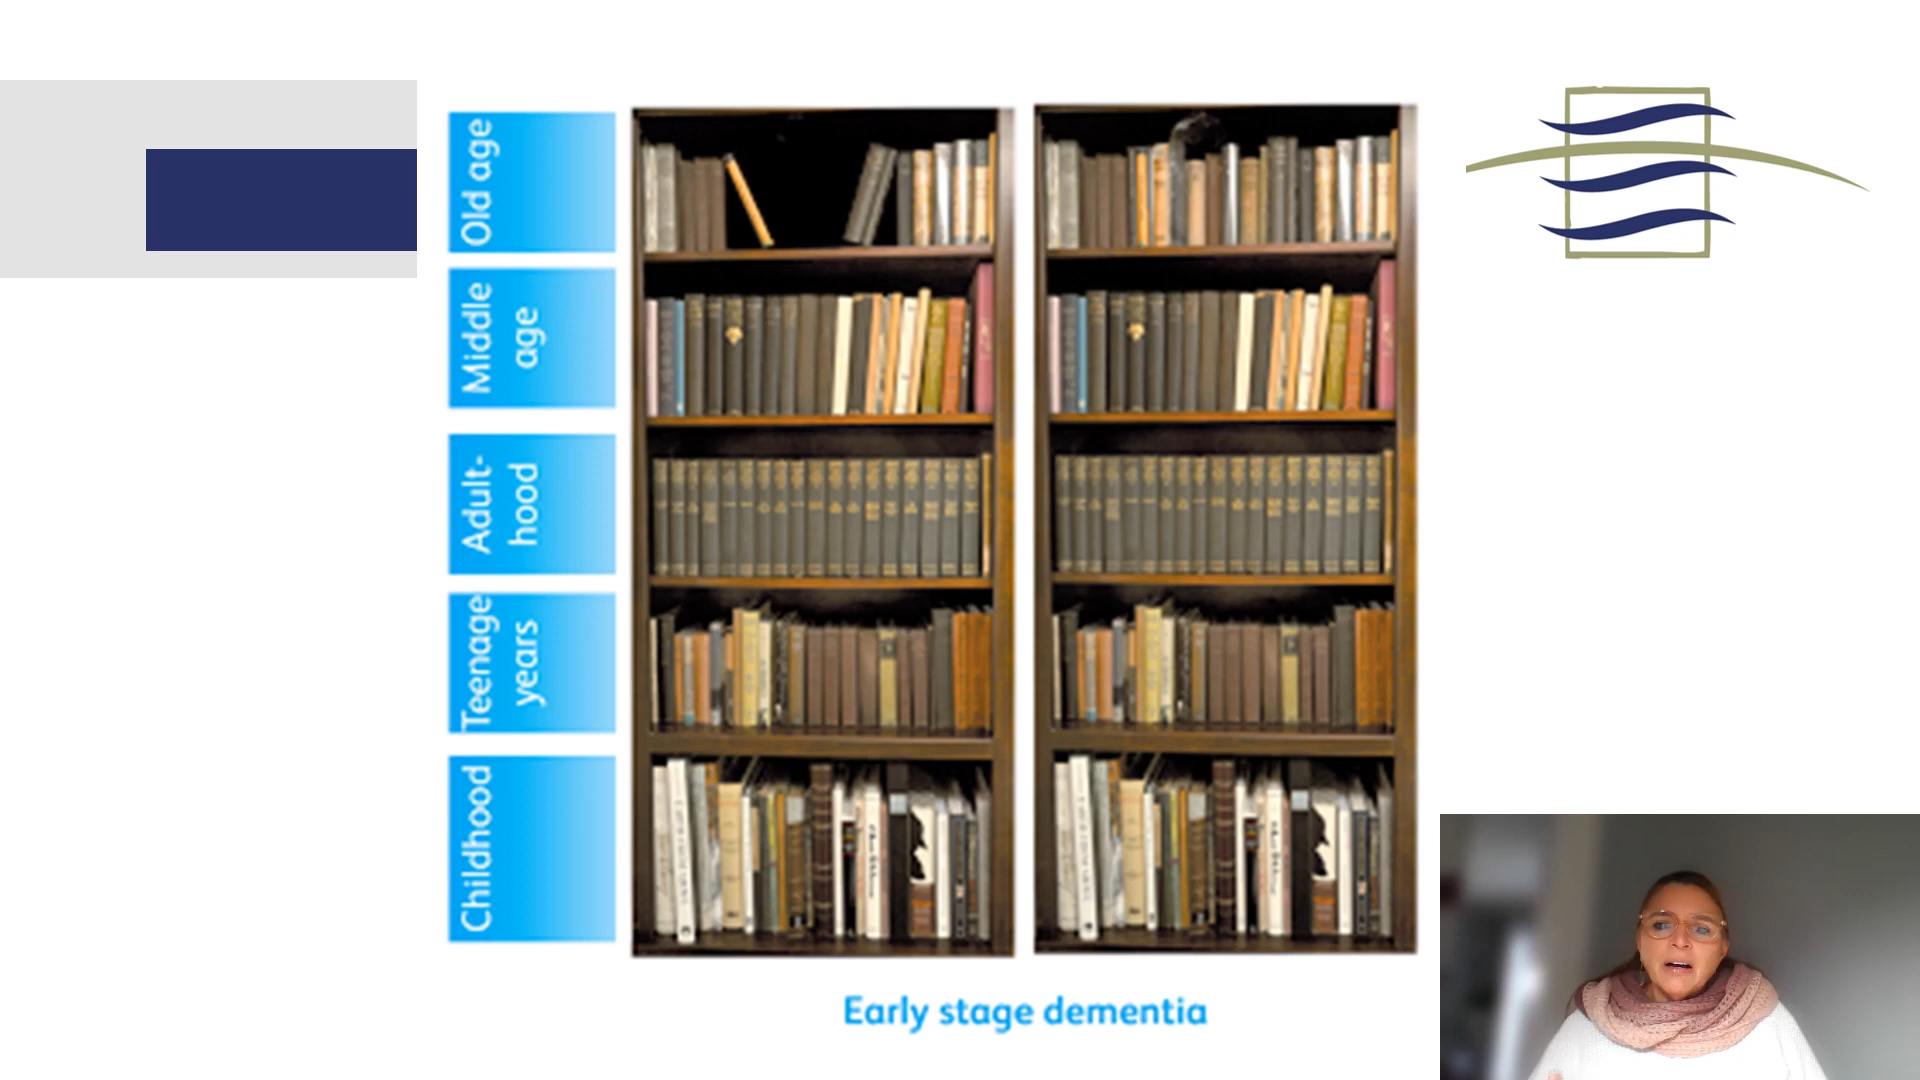 Old age
Middle
age
Adult-
hood
Teenage
years
Childhood
Early stage dementia